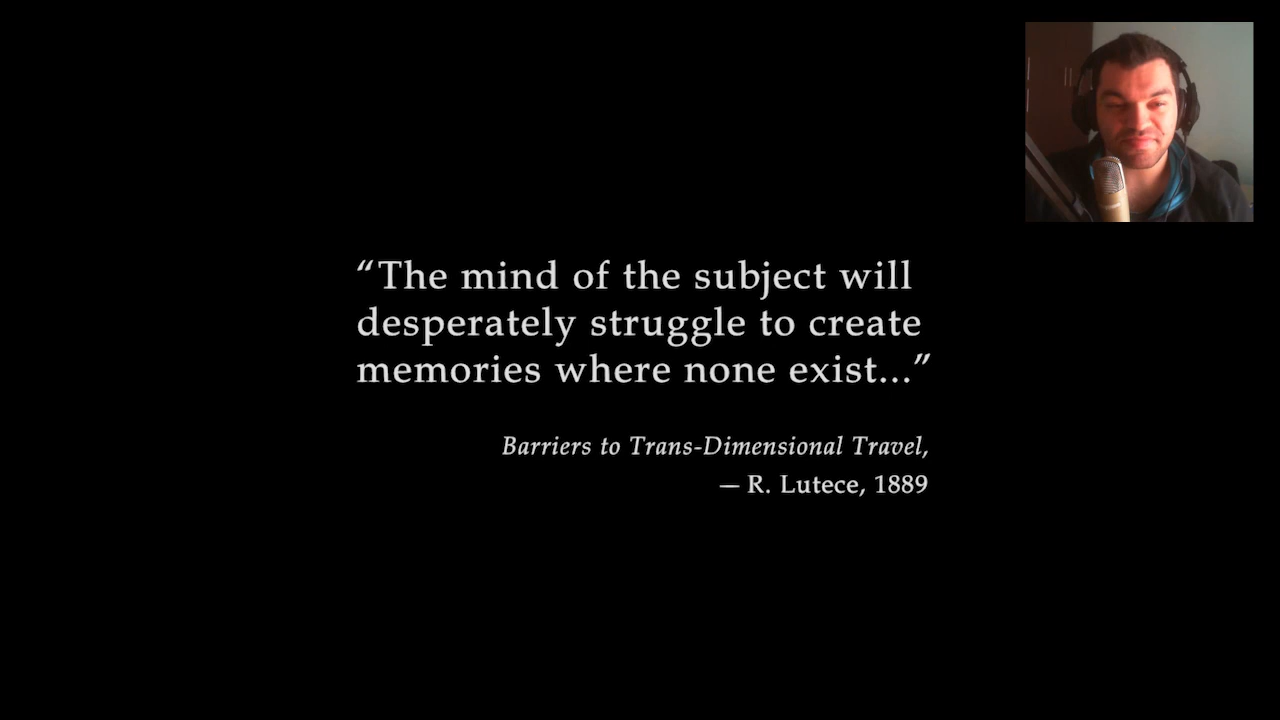 “The mind of the subject will
desperately struggle to create
memories where none exist...”
Barriers to Trans-Dimensional Travel,
— R. Lutece, 1889